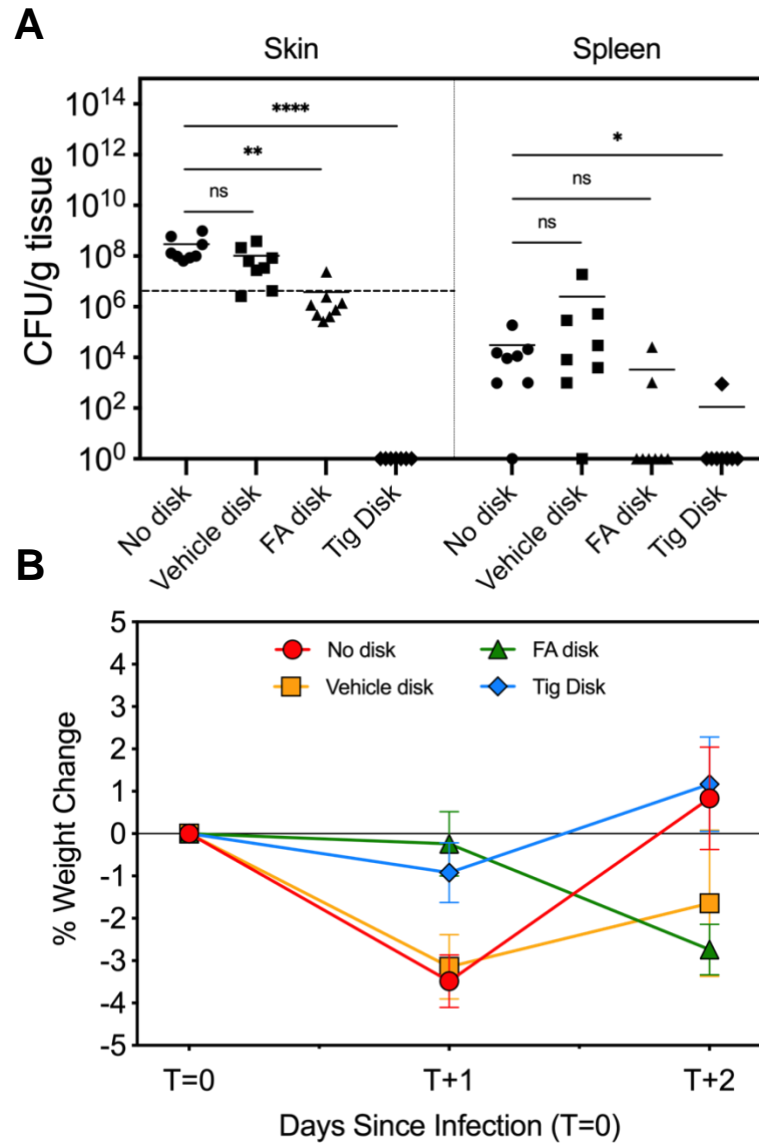 A
Skin Spleen
CFU/g tissue
10^14
10^12
10^10
10^8
10^6
10^4
10^2
10^0
****
**
ns
*
ns
ns
No disk
Vehicle disk
FA disk
Tig Disk
No disk
Vehicle disk
FA disk
Tig Disk
B
% Weight Change
5
4
3
2
1
0
-1
-2
-3
-4
-5
No disk FA disk
Vehicle disk Tig Disk
T=0 T+1 T+2
Days Since Infection (T=0)